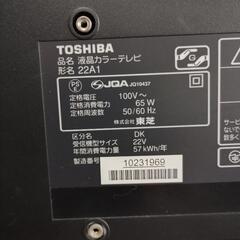 TOSHIBA
品名 液晶カラーテレビ
形名 22A1
PS
E
JQA JQ10437
定格電圧 100V~
定格消費電力 65 W
定格周波数 50/60 Hz
株式会社 東芝
区分名 DK
受信機型サイズ 22V
年間消費電力量 57 kWh/年
製造番号 10231969